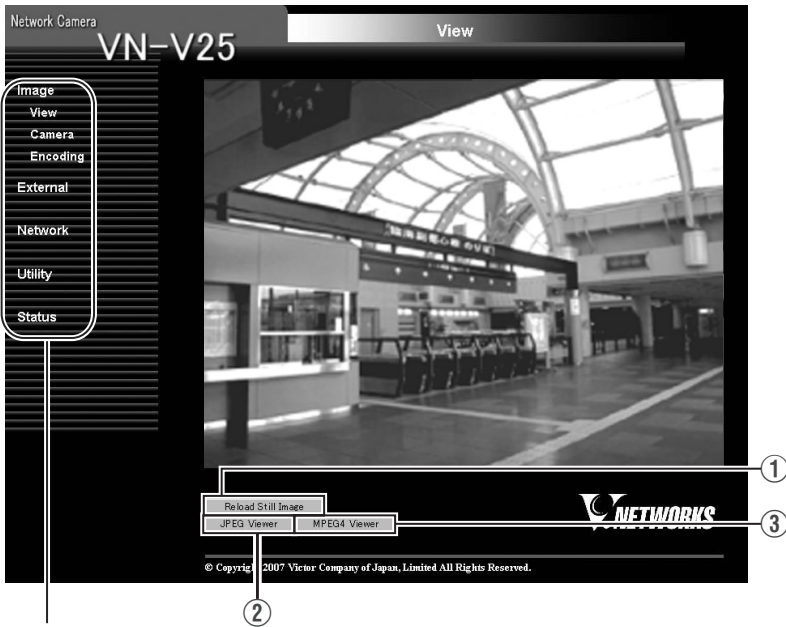 Network Camera
VN-V25
View
Image
View
Camera
Encoding
External
Network
Utility
Status
Reload Still Image
JPEG Viewer
MPEG4 Viewer
V.NETWORKS
© Copyright 2007 Victor Company of Japan, Limited All Rights Reserved.
①
②
③